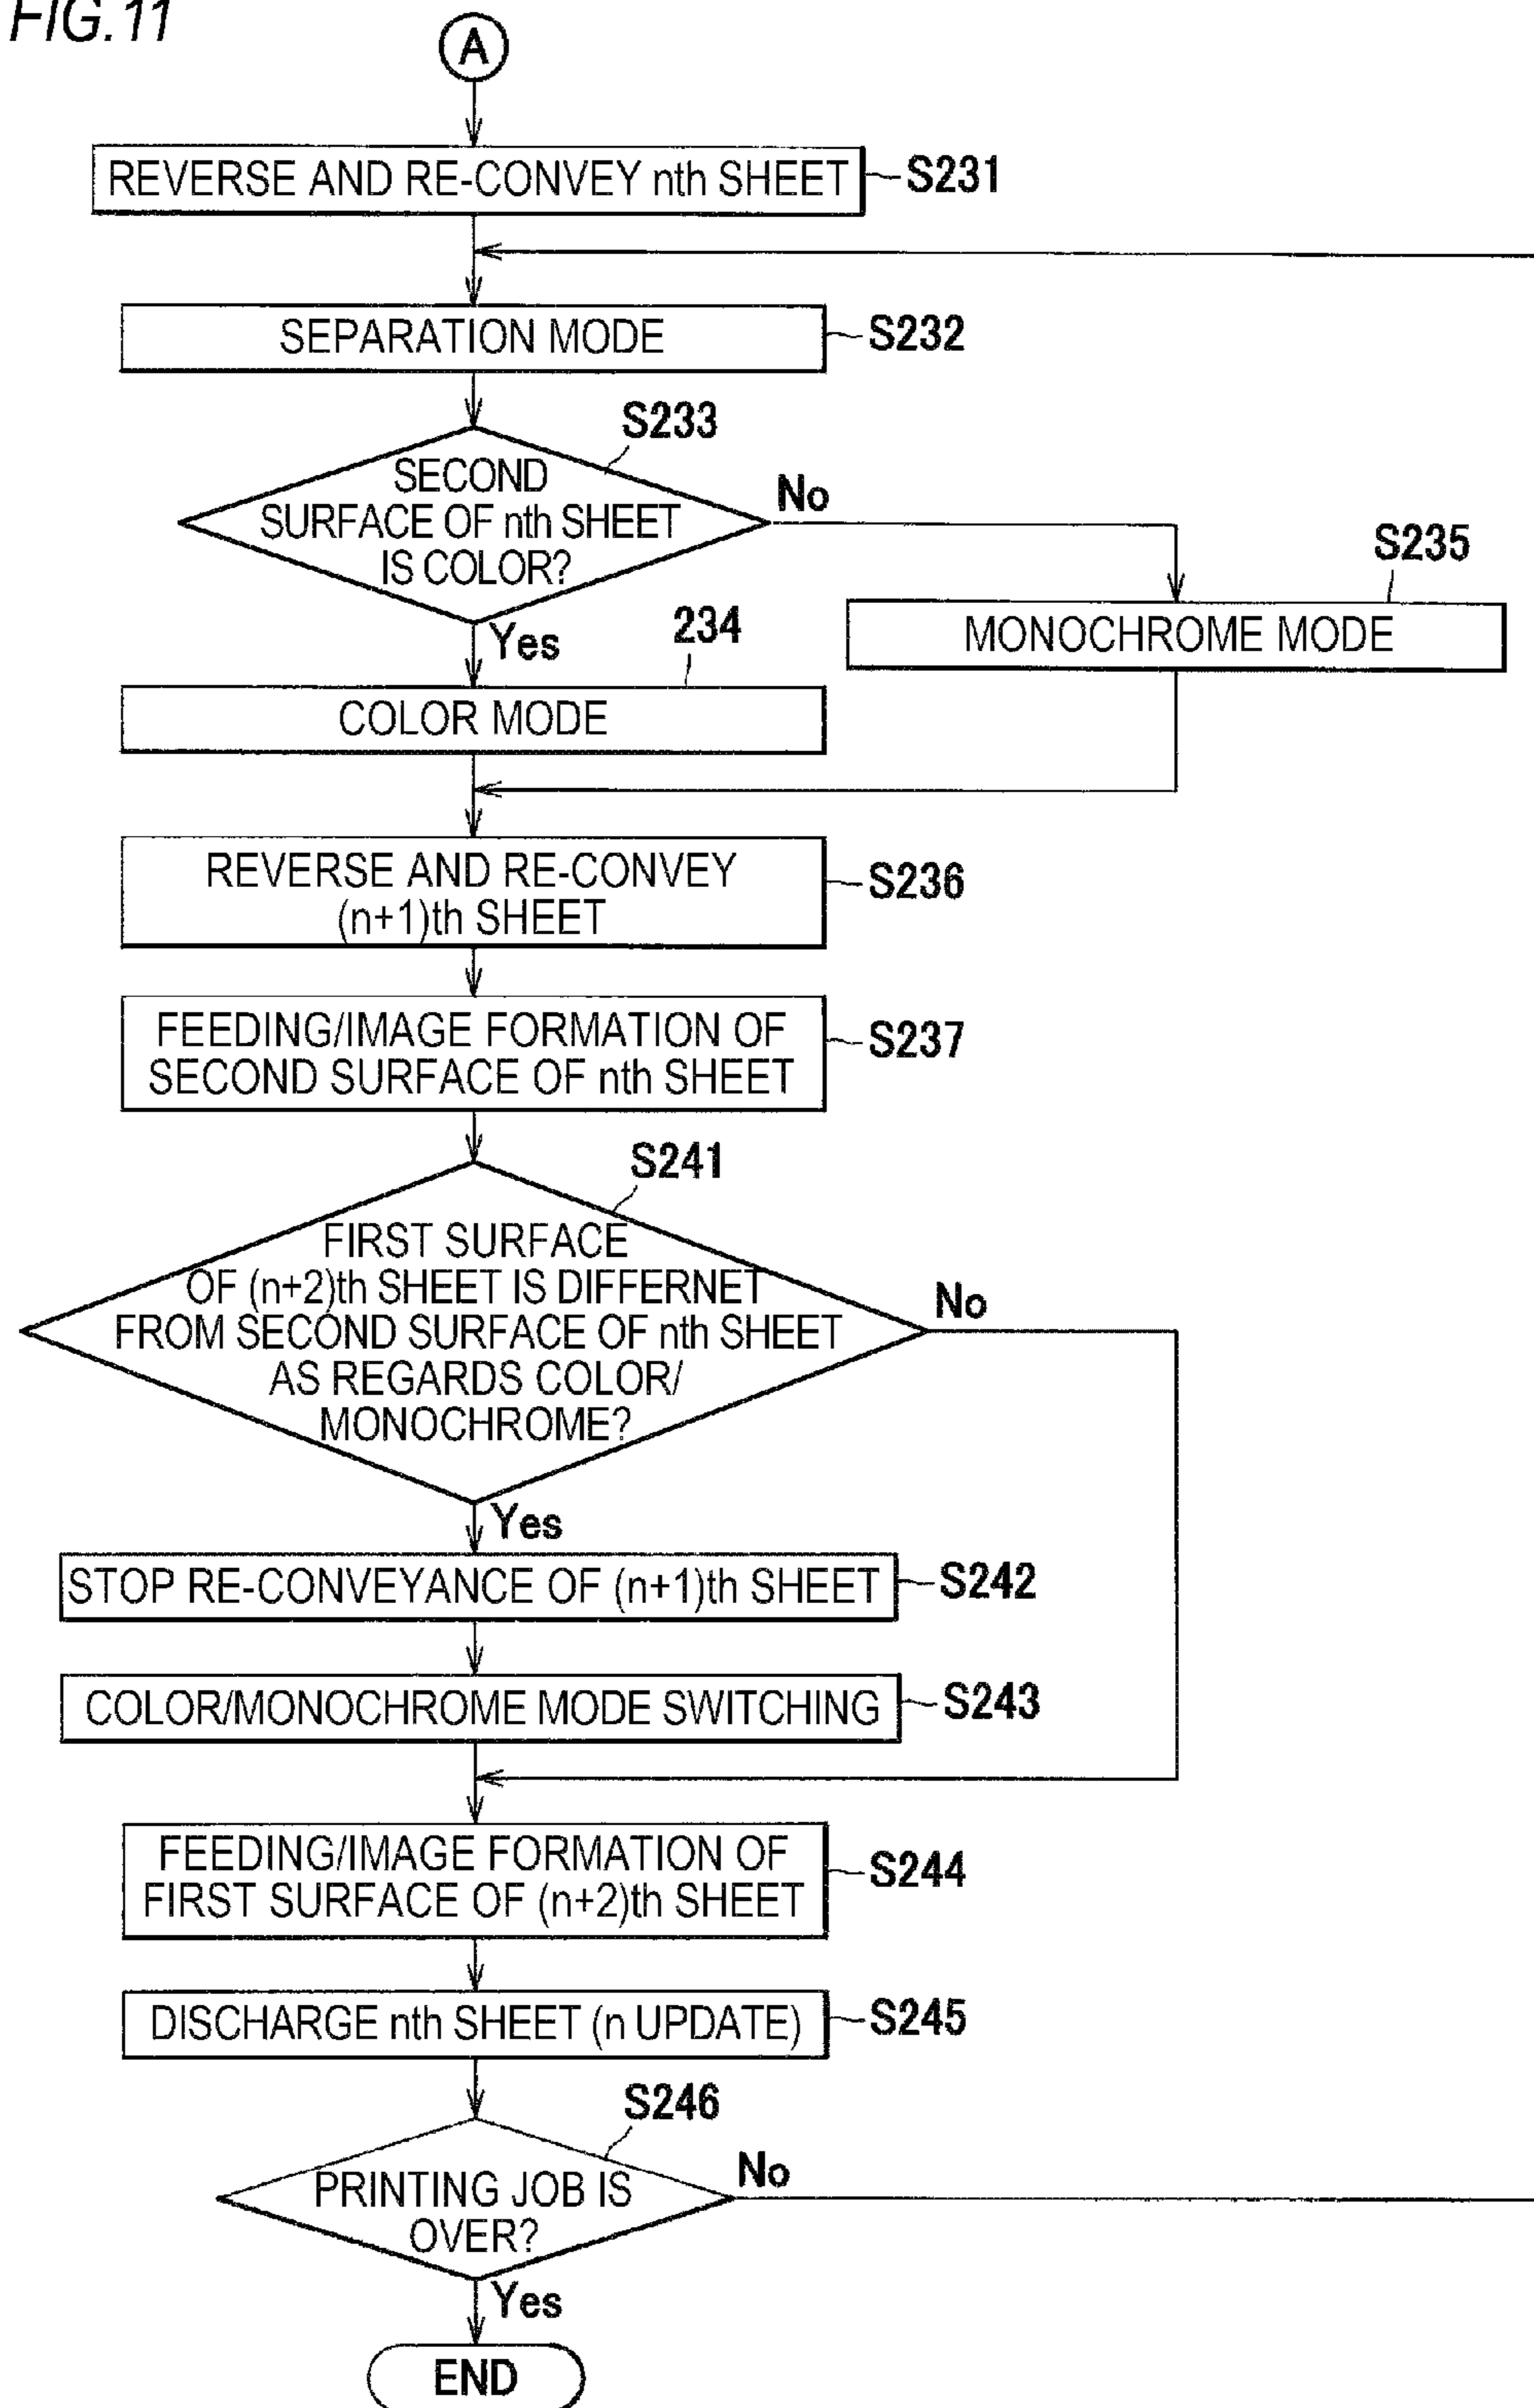 FIG.11
A
REVERSE AND RE-CONVEY nth SHEET
S231
SEPARATION MODE
S232
S233
SECOND
SURFACE OF nth SHEET
IS COLOR?
No
Yes
S235
MONOCHROME MODE
234
COLOR MODE
REVERSE AND RE-CONVEY
(n+1)th SHEET
S236
FEEDING/IMAGE FORMATION OF
SECOND SURFACE OF nth SHEET
S237
S241
FIRST SURFACE
OF (n+2)th SHEET IS DIFFERNET
FROM SECOND SURFACE OF nth SHEET
AS REGARDS COLOR/
MONOCHROME?
No
Yes
STOP RE-CONVEYANCE OF (n+1)th SHEET
S242
COLOR/MONOCHROME MODE SWITCHING
S243
FEEDING/IMAGE FORMATION OF
FIRST SURFACE OF (n+2)th SHEET
S244
DISCHARGE nth SHEET (n UPDATE)
S245
S246
PRINTING JOB IS
OVER?
No
Yes
END